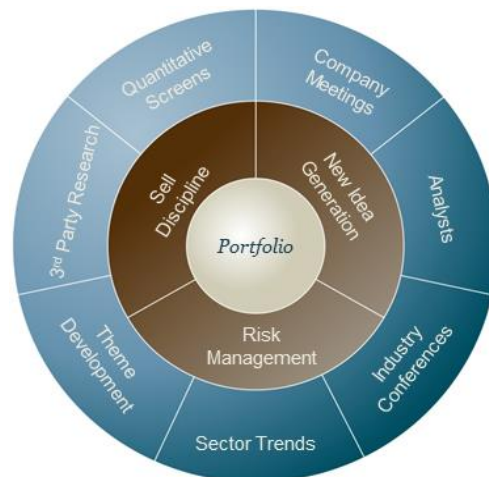 Quantitative
Screens
Company
Meetings
Analysts
Industry
Conferences
Sector Trends
Theme
Development
3rd Party Research
Sell
Discipline
New Idea
Generation
Risk
Management
Portfolio